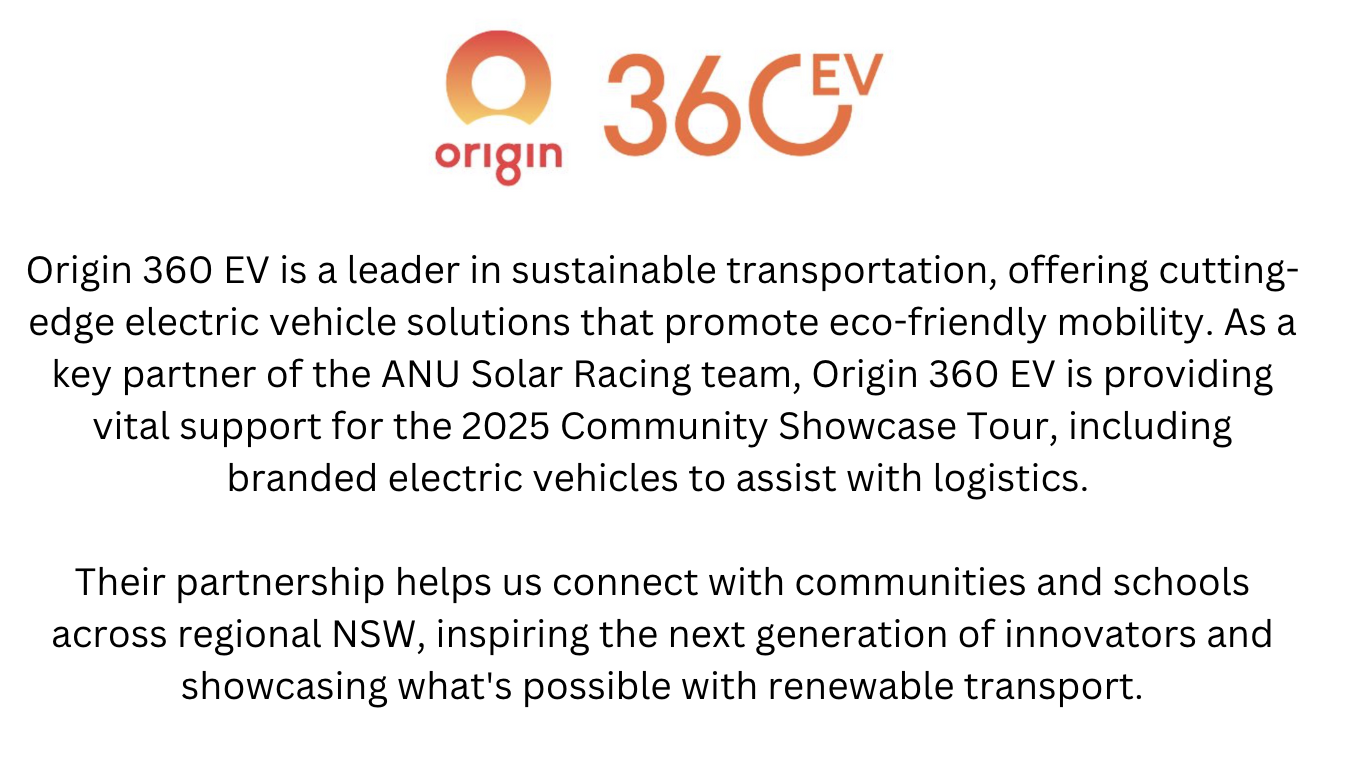 origin
360 EV
Origin 360 EV is a leader in sustainable transportation, offering cutting-
edge electric vehicle solutions that promote eco-friendly mobility. As a
key partner of the ANU Solar Racing team, Origin 360 EV is providing
vital support for the 2025 Community Showcase Tour, including
branded electric vehicles to assist with logistics.
Their partnership helps us connect with communities and schools
across regional NSW, inspiring the next generation of innovators and
showcasing what's possible with renewable transport.